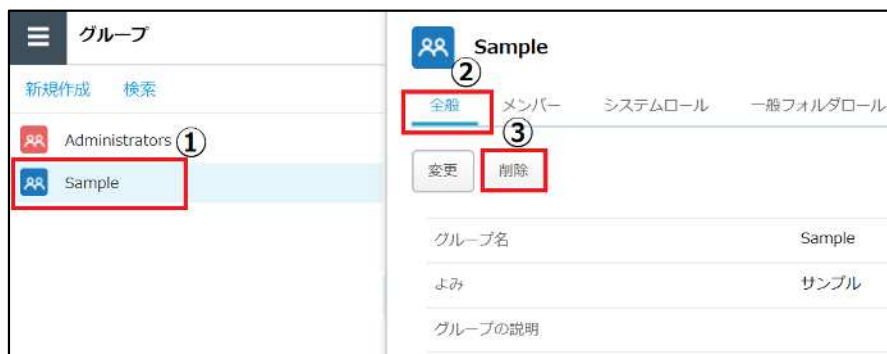 グループ
新規作成 検索
Administrators ①
Sample
Sample
②
全般 メンバー システムロール 一般フォルダロール
③
変更 削除
グループ名 Sample
よみ サンプル
グループの説明